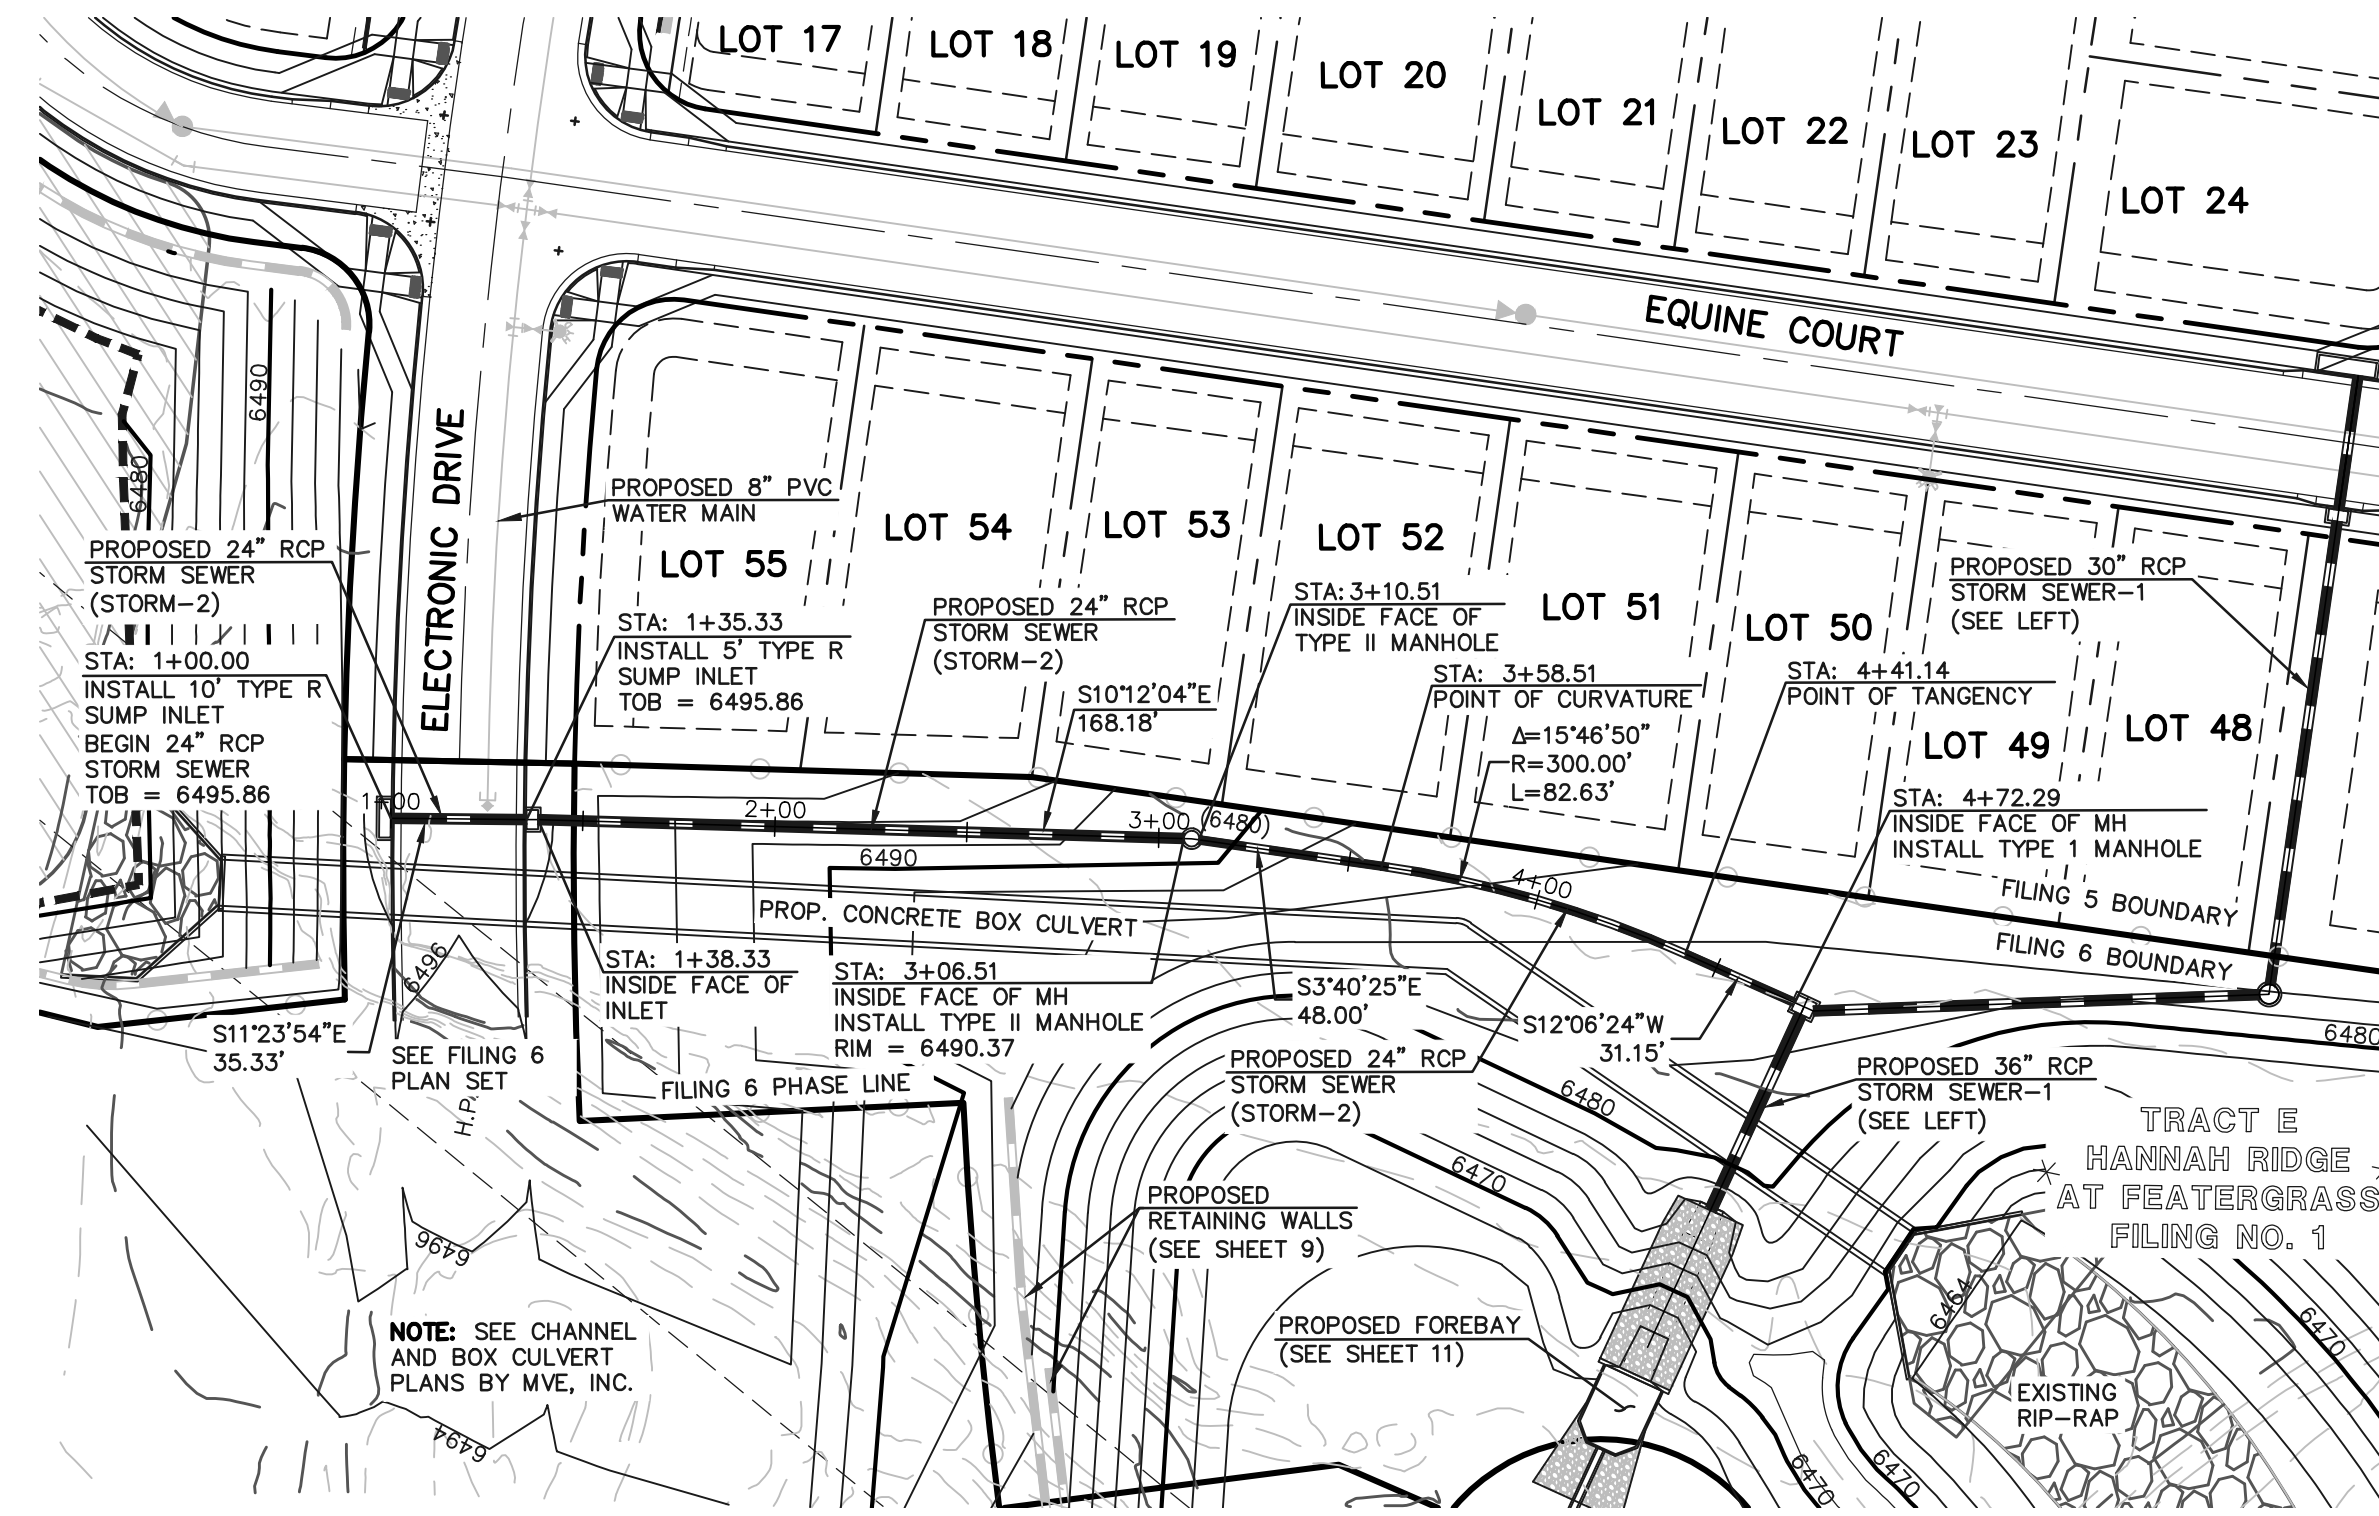 LOT 17
LOT 18
LOT 19
LOT 20
LOT 21
LOT 22
LOT 23
LOT 24
EQUINE COURT
6490
6480
ELECTRONIC DRIVE
PROPOSED 8" PVC
WATER MAIN
LOT 55
LOT 54
LOT 53
LOT 52
LOT 51
LOT 50
LOT 49
LOT 48
PROPOSED 24" RCP
STORM SEWER
(STORM-2)
STA: 1+00.00
INSTALL 10' TYPE R
SUMP INLET
BEGIN 24" RCP
STORM SEWER
TOB = 6495.86
STA: 1+35.33
INSTALL 5' TYPE R
SUMP INLET
TOB = 6495.86
PROPOSED 24" RCP
STORM SEWER
(STORM-2)
S10°12'04"E
168.18'
STA: 3+10.51
INSIDE FACE OF
TYPE II MANHOLE
STA: 3+58.51
POINT OF CURVATURE
Δ=15°46'50"
R=300.00'
L=82.63'
STA: 4+41.14
POINT OF TANGENCY
PROPOSED 30" RCP
STORM SEWER-1
(SEE LEFT)
STA: 4+72.29
INSIDE FACE OF MH
INSTALL TYPE 1 MANHOLE
FILING 5 BOUNDARY
FILING 6 BOUNDARY
1+00
2+00
3+00
(6480)
4+00
6490
PROP. CONCRETE BOX CULVERT
6496
STA: 1+38.33
INSIDE FACE OF
INLET
STA: 3+06.51
INSIDE FACE OF MH
INSTALL TYPE II MANHOLE
RIM = 6490.37
S3°40'25"E
48.00'
S12°06'24"W
31.15'
S11°23'54"E
35.33'
SEE FILING 6
PLAN SET
H.P.
FILING 6 PHASE LINE
PROPOSED 24" RCP
STORM SEWER
(STORM-2)
6480
6480
PROPOSED 36" RCP
STORM SEWER-1
(SEE LEFT)
TRACT E
HANNAH RIDGE
AT FEATERGRASS
FILING NO. 1
6470
PROPOSED
RETAINING WALLS
(SEE SHEET 9)
6496
6464
6470
NOTE: SEE CHANNEL
AND BOX CULVERT
PLANS BY MVE, INC.
PROPOSED FOREBAY
(SEE SHEET 11)
EXISTING
RIP-RAP
6494
6470
6470